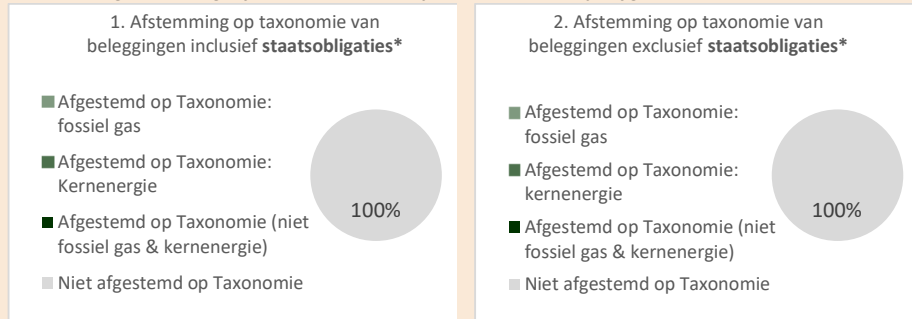 1. Afstemming op taxonomie van
beleggingen inclusief staatsobligaties*
Afgestemd op Taxonomie:
fossiel gas
Afgestemd op Taxonomie:
Kernenergie
Afgestemd op Taxonomie (niet
fossiel gas & kernenergie)
Niet afgestemd op Taxonomie
100%
2. Afstemming op taxonomie van
beleggingen exclusief staatsobligaties*
Afgestemd op Taxonomie:
fossiel gas
Afgestemd op Taxonomie:
kernenergie
Afgestemd op Taxonomie (niet
fossiel gas & kernenergie)
Niet afgestemd op Taxonomie
100%